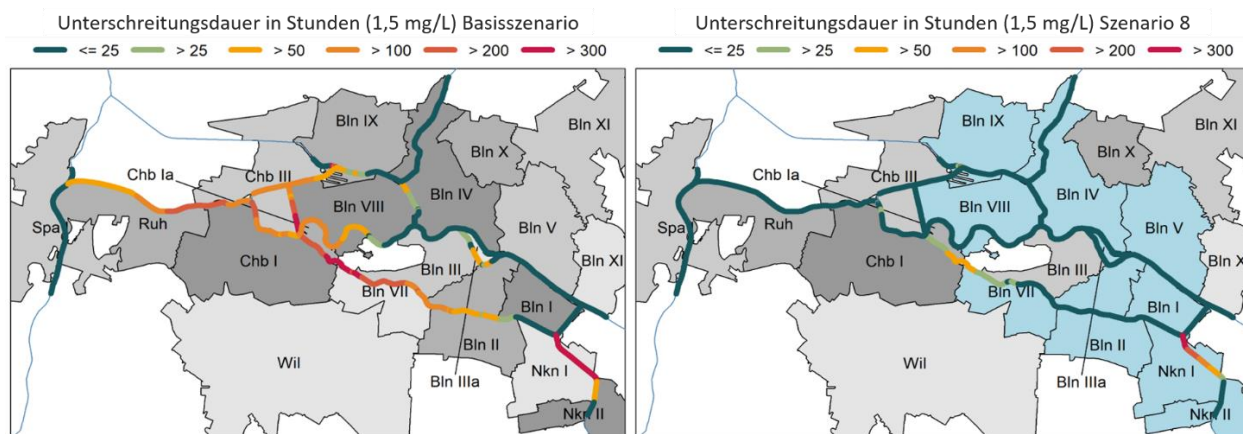 Unterschreitungsdauer in Stunden (1,5 mg/L) Basisszenario
<= 25 > 25 > 50 > 100 > 200 > 300
Bln IX
Bln XI
Bln X
Chb Ia
Chb III
Bln IV
Bln VIII
Bln V
Spa
Ruh
Bln XI
Chb I
Bln III
Bln VII
Bln I
Bln II
Wil
Nkn I
Bln IIIa
Nkn II
Unterschreitungsdauer in Stunden (1,5 mg/L) Szenario 8
<= 25 > 25 > 50 > 100 > 200 > 300
Bln IX
Bln XI
Bln X
Chb Ia
Chb III
Bln IV
Bln VIII
Bln V
Spa
Ruh
Bln X
Chb I
Bln III
Bln VII
Bln I
Bln II
Wil
Nkn I
Bln IIIa
Nkn II